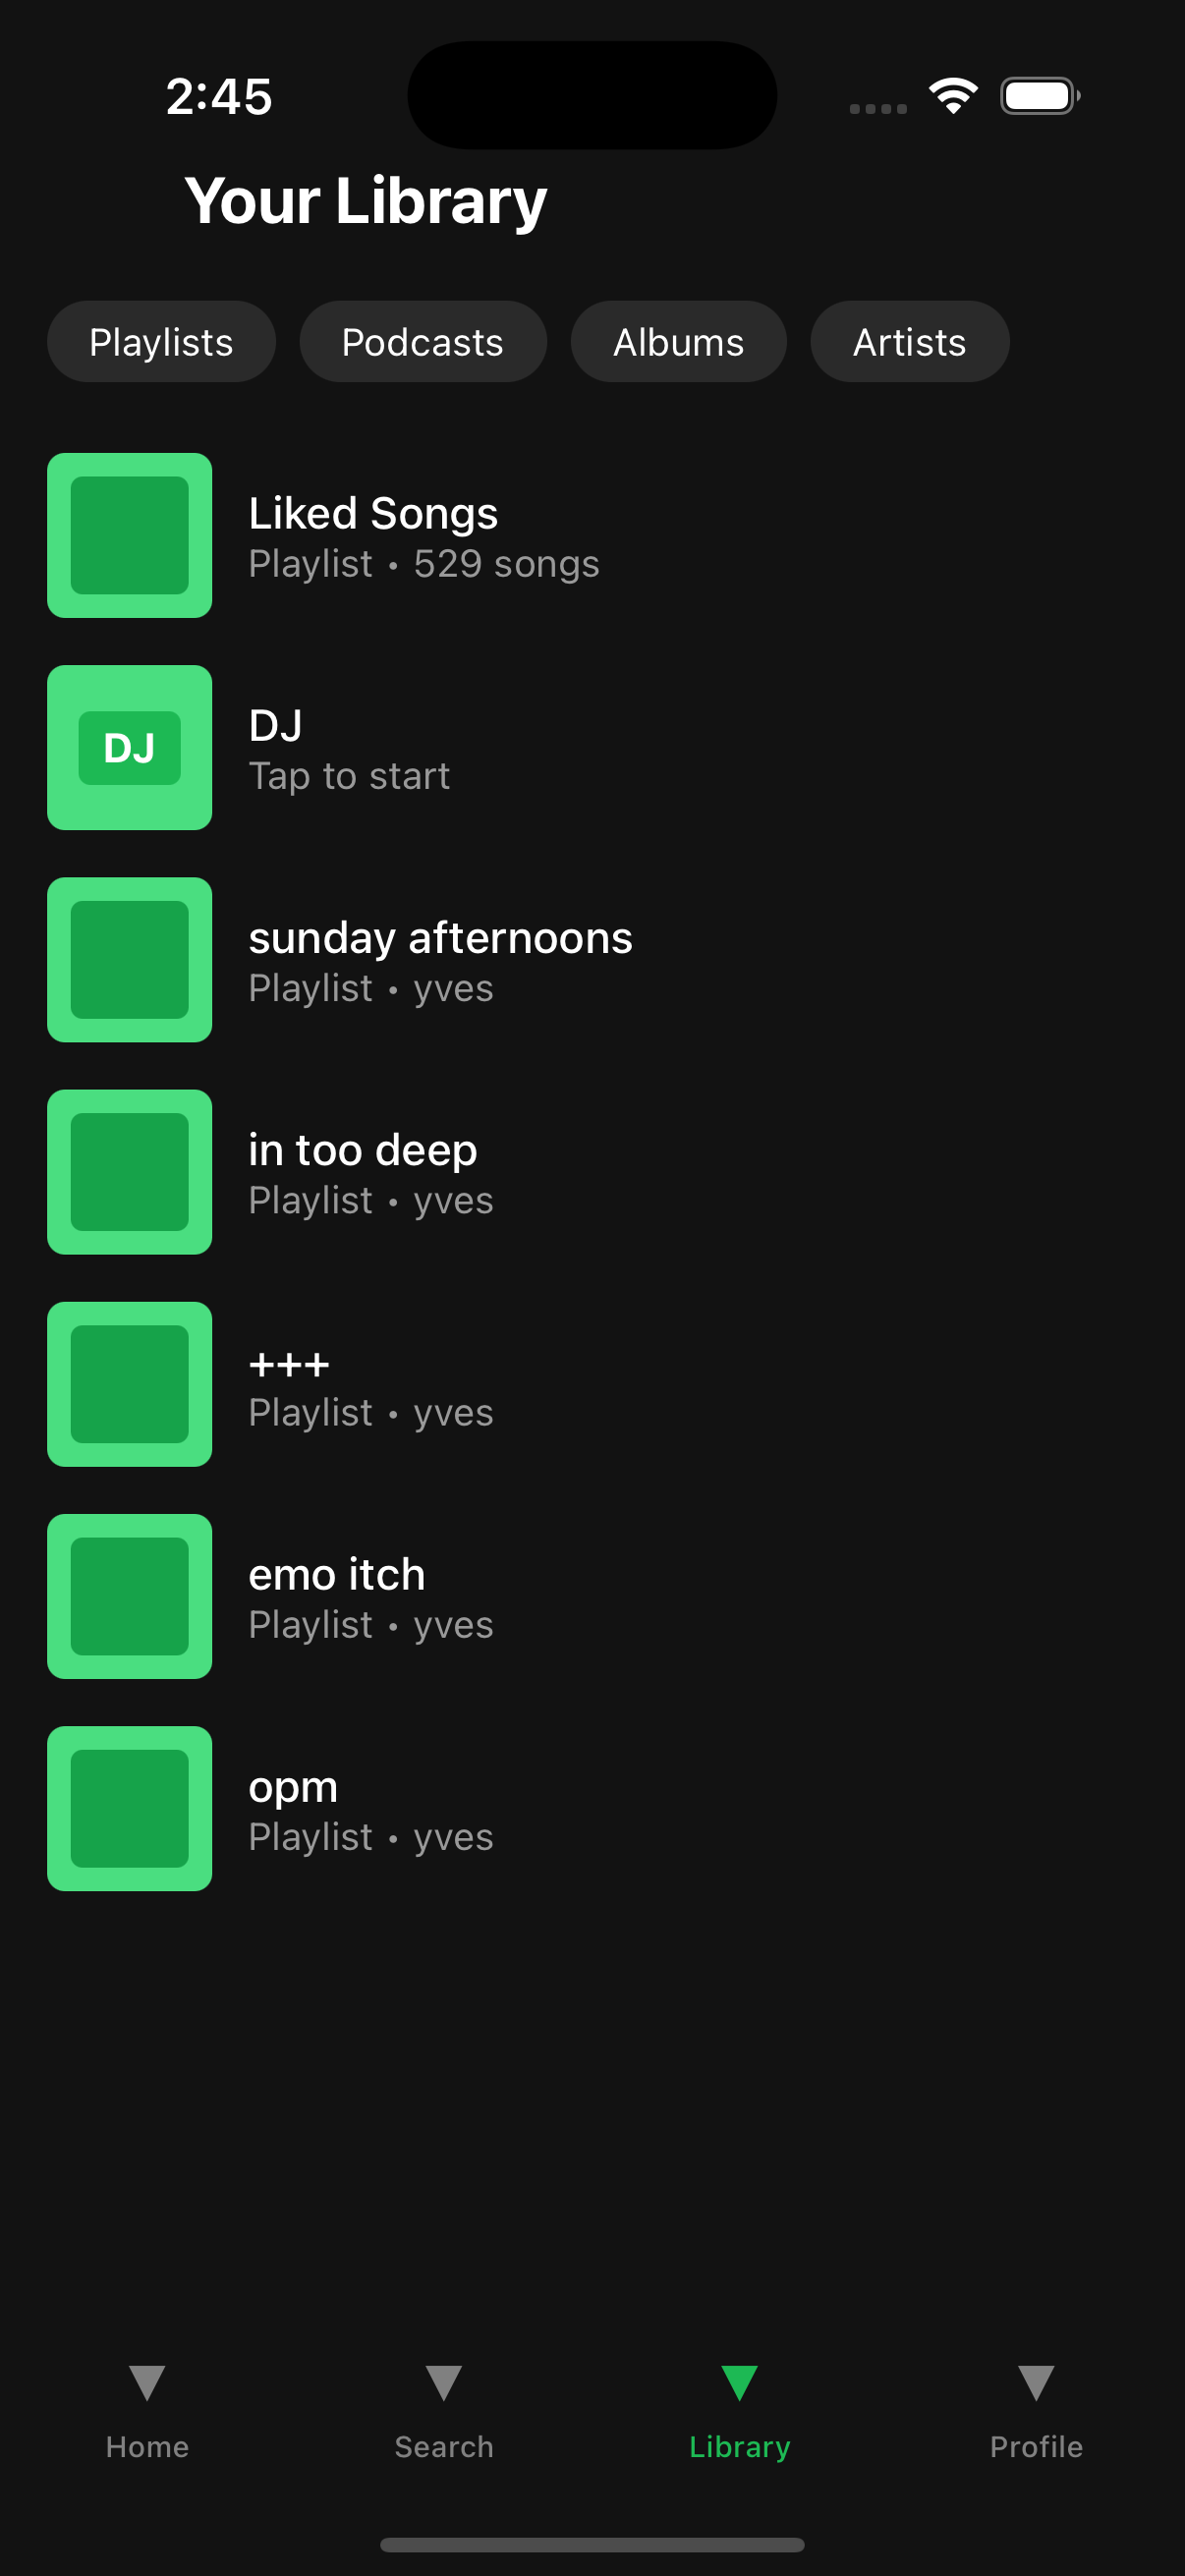 2:45
Your Library
Playlists Podcasts Albums Artists
Liked Songs
Playlist • 529 songs
DJ
DJ
Tap to start
sunday afternoons
Playlist • yves
in too deep
Playlist • yves
+++
Playlist • yves
emo itch
Playlist • yves
opm
Playlist • yves
Home Search Library Profile